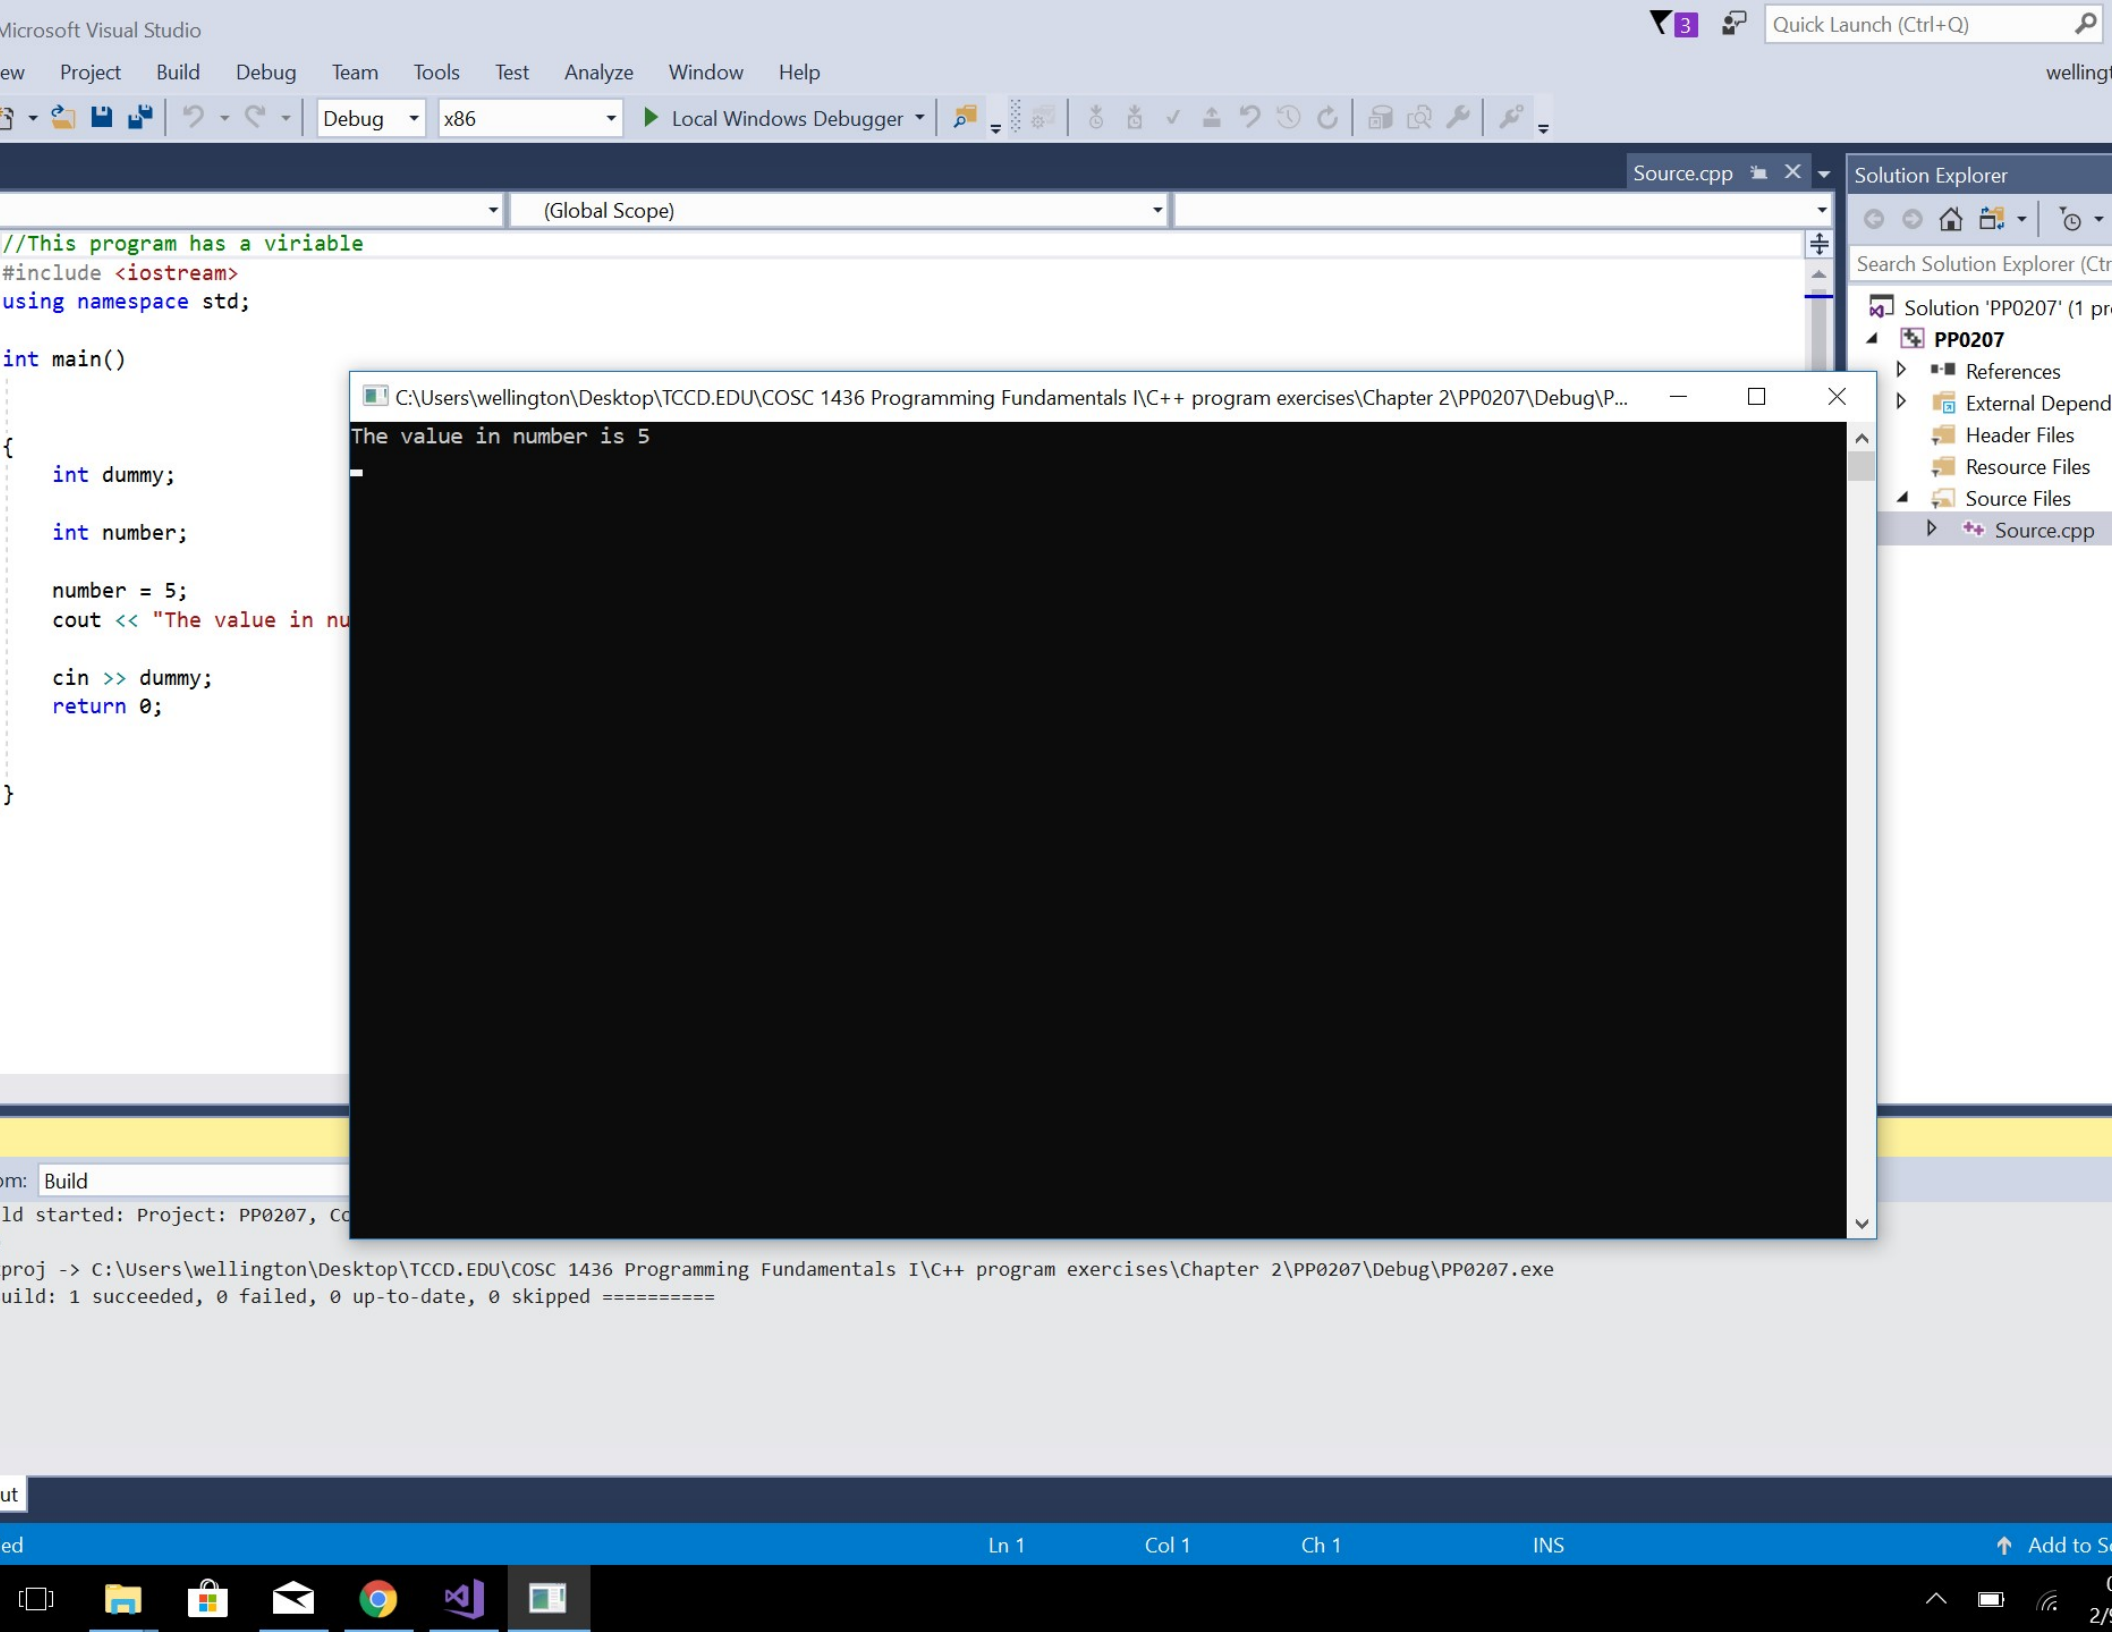 Microsoft Visual Studio
3
Quick Launch (Ctrl+Q)
ew Project Build Debug Team Tools Test Analyze Window Help
wellingt
Debug x86 Local Windows Debugger
Source.cpp
Solution Explorer
(Global Scope)
//This program has a viriable
#include <iostream>
using namespace std;
int main()
{
int dummy;
int number;
number = 5;
cout << "The value in nu
cin >> dummy;
return 0;
}
C:\Users\wellington\Desktop\TCCD.EDU\COSC 1436 Programming Fundamentals I\C++ program exercises\Chapter 2\PP0207\Debug\P...
The value in number is 5
Search Solution Explorer (Ctr
Solution 'PP0207' (1 pr
PP0207
References
External Depend
Header Files
Resource Files
Source Files
Source.cpp
om: Build
ld started: Project: PP0207, Co
proj -> C:\Users\wellington\Desktop\TCCD.EDU\COSC 1436 Programming Fundamentals I\C++ program exercises\Chapter 2\PP0207\Debug\PP0207.exe
uild: 1 succeeded, 0 failed, 0 up-to-date, 0 skipped ==========
ut
ed Ln 1 Col 1 Ch 1 INS Add to S